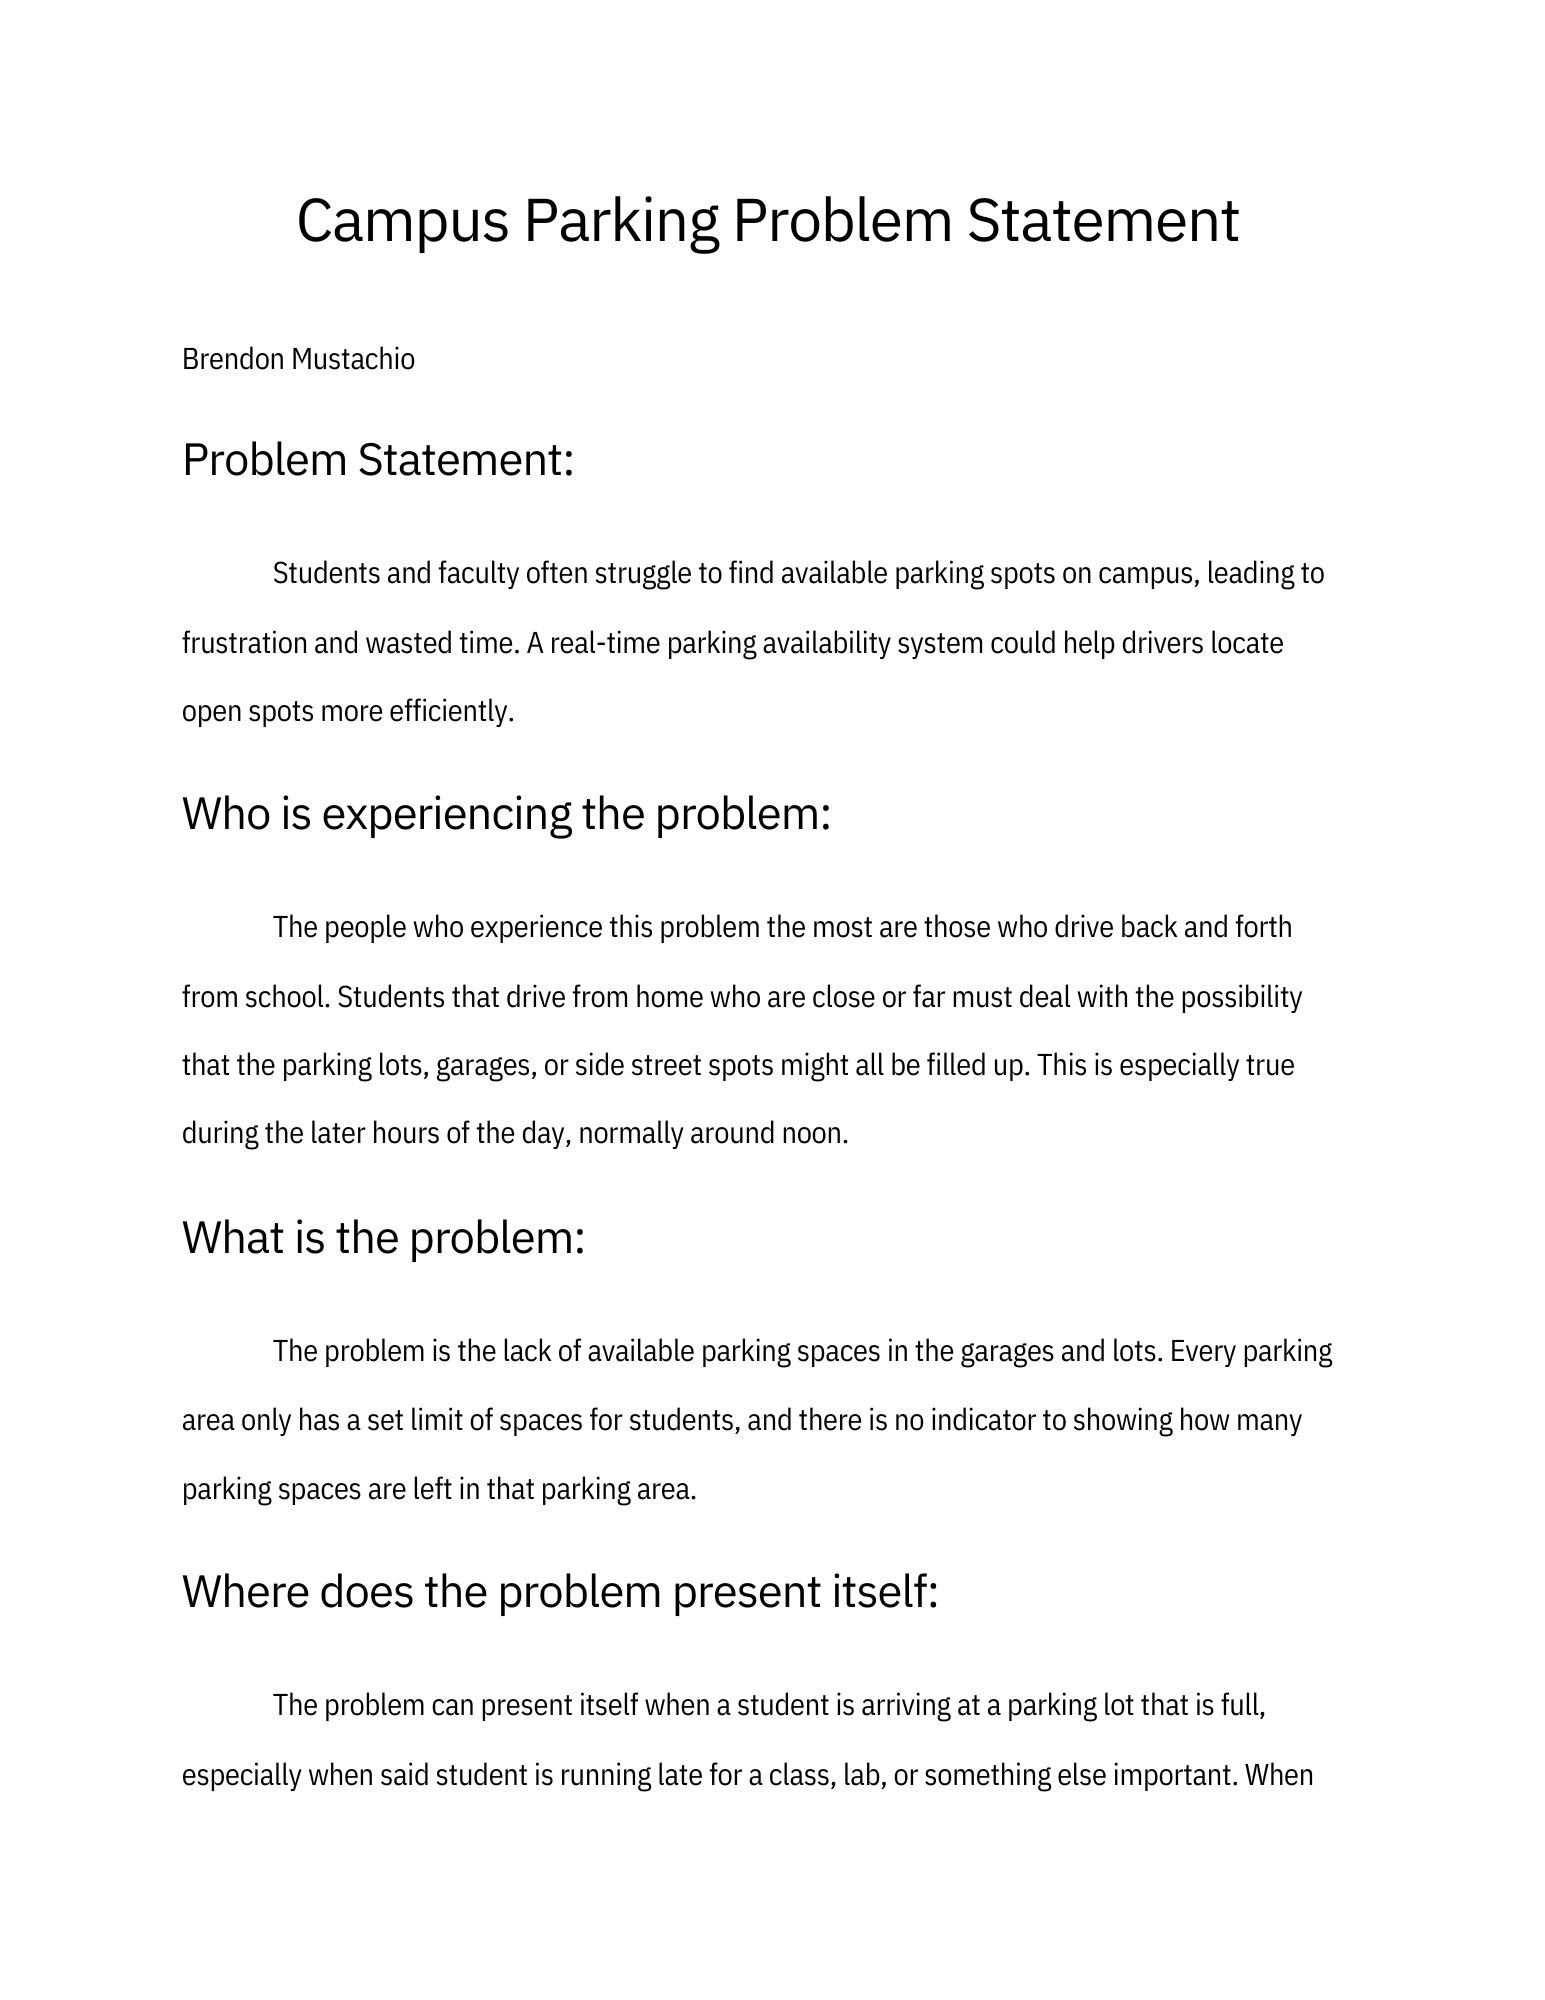 Campus Parking Problem Statement
Brendon Mustachio
Problem Statement:
Students and faculty often struggle to find available parking spots on campus, leading to
frustration and wasted time. A real-time parking availability system could help drivers locate
open spots more efficiently.
Who is experiencing the problem:
The people who experience this problem the most are those who drive back and forth
from school. Students that drive from home who are close or far must deal with the possibility
that the parking lots, garages, or side street spots might all be filled up. This is especially true
during the later hours of the day, normally around noon.
What is the problem:
The problem is the lack of available parking spaces in the garages and lots. Every parking
area only has a set limit of spaces for students, and there is no indicator to showing how many
parking spaces are left in that parking area.
Where does the problem present itself:
The problem can present itself when a student is arriving at a parking lot that is full,
especially when said student is running late for a class, lab, or something else important. When